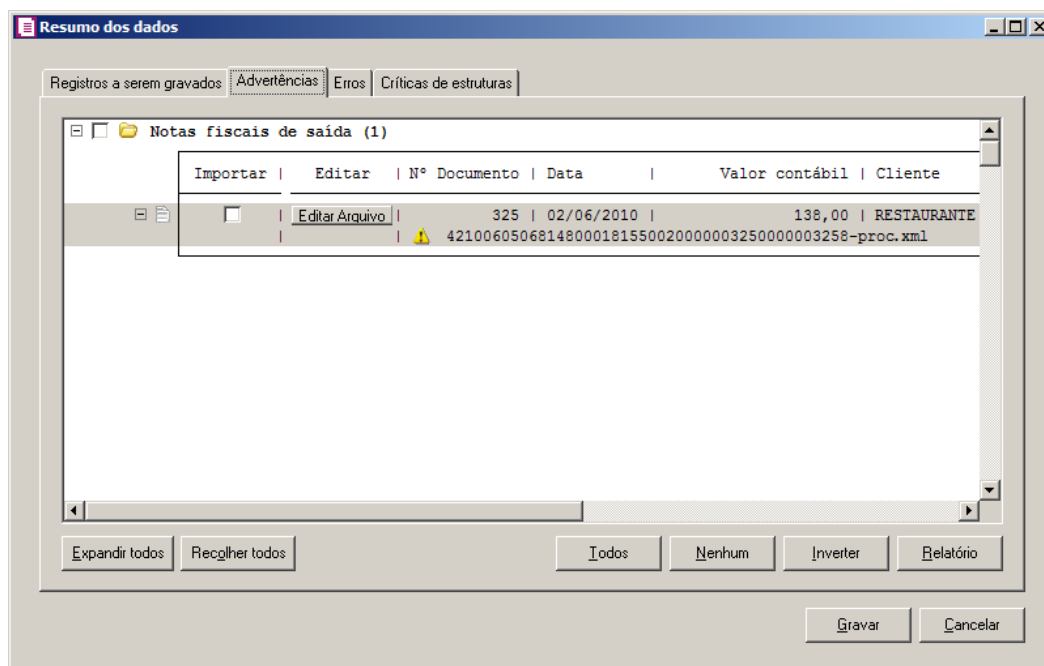 Resumo dos dados
Registros a serem gravados Advertências Erros Críticas de estruturas
Notas fiscais de saída (1)
Importar | Editar | Nº Documento | Data | Valor contábil | Cliente
| Editar Arquivo | 325 | 02/06/2010 | 138,00 | RESTAURANTE
| | 42100605068148000181550020000003250000003258-proc.xml
Expandir todos Recolher todos Todos Nenhum Inverter Relatório
Gravar Cancelar